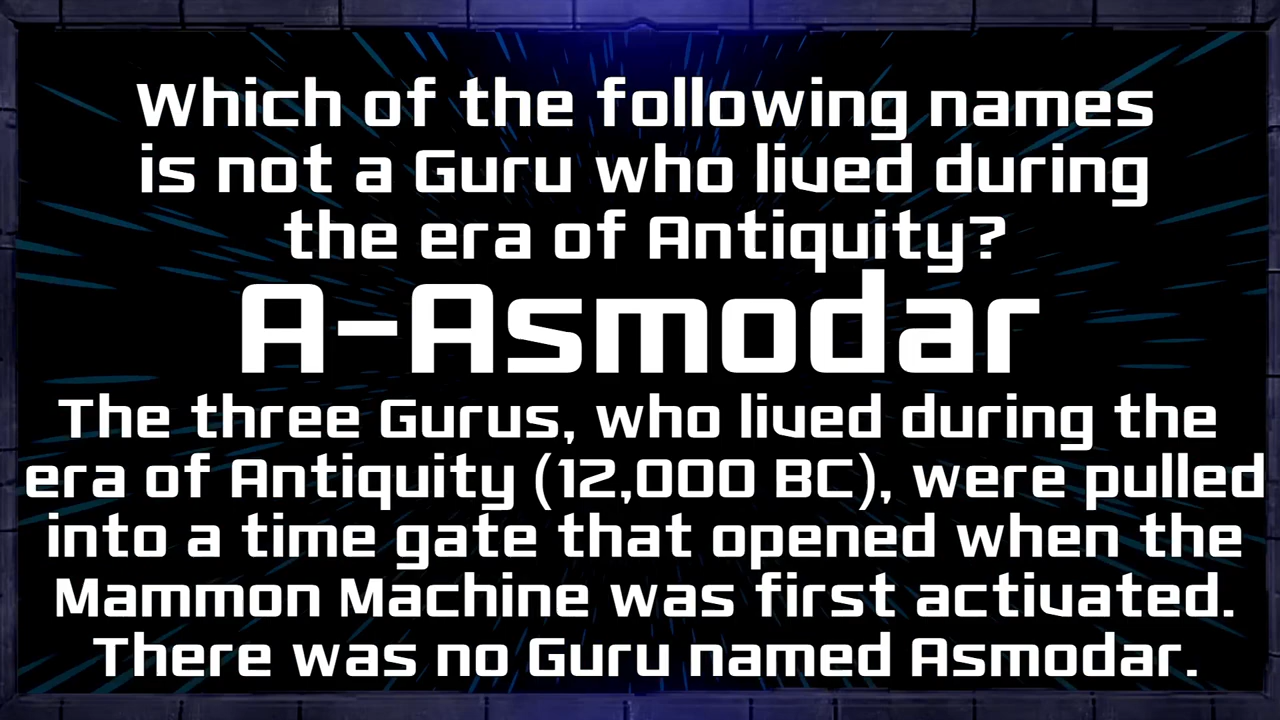 Which of the following names
is not a Guru who lived during
the era of Antiquity?
A-Asmodar
The three Gurus, who lived during the
era of Antiquity (12,000 BC), were pulled
into a time gate that opened when the
Mammon Machine was first activated.
There was no Guru named Asmodar.